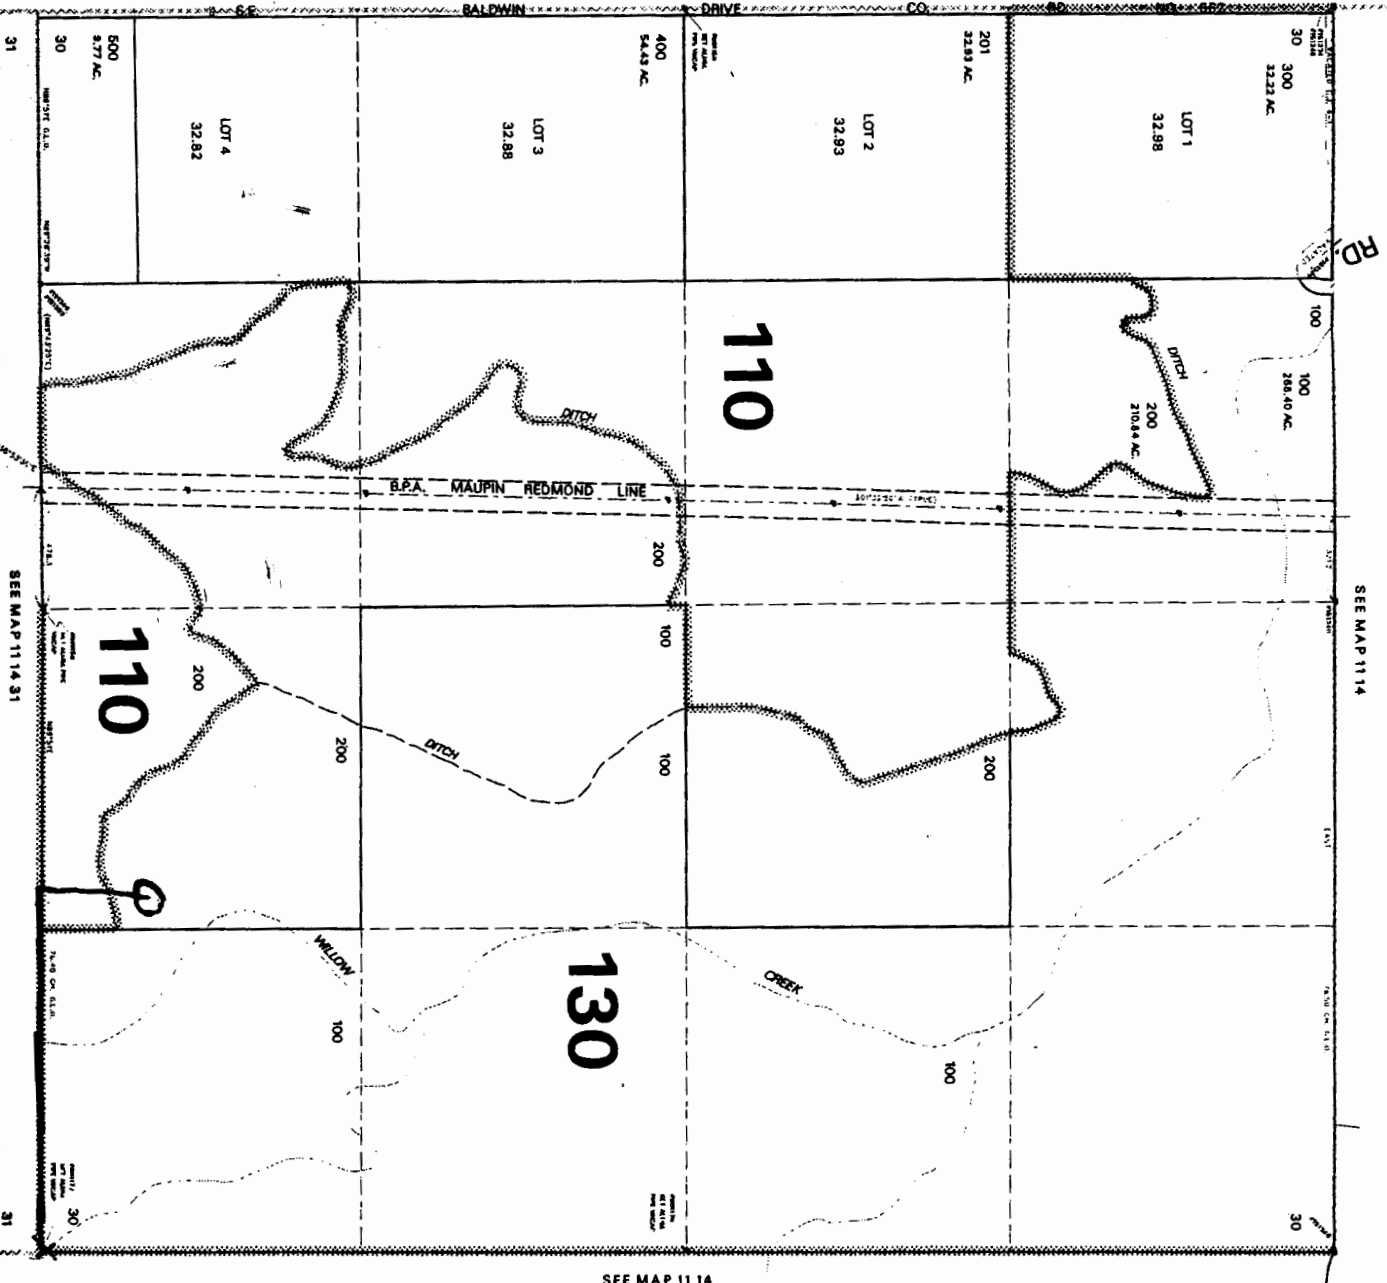 S.E. BALDWIN DRIVE CO. RD. NO. 662
31
30
500
9.77 AC.
LOT 4
32.82
400
54.43 AC.
LOT 3
32.88
LOT 2
32.93
201
32.93 AC.
LOT 1
32.98
30
300
32.22 AC.
RD.
100
100
268.40 AC.
DITCH
200
210.84 AC.
110
DITCH
B.P.A. MAUPIN REDMOND LINE
200
100
SEE MAP 11 14 31
SEE MAP 11 14
110
200
200
DITCH
100
200
WILLOW
CREEK
130
100
100
30
30
31
SEE MAP 11 14